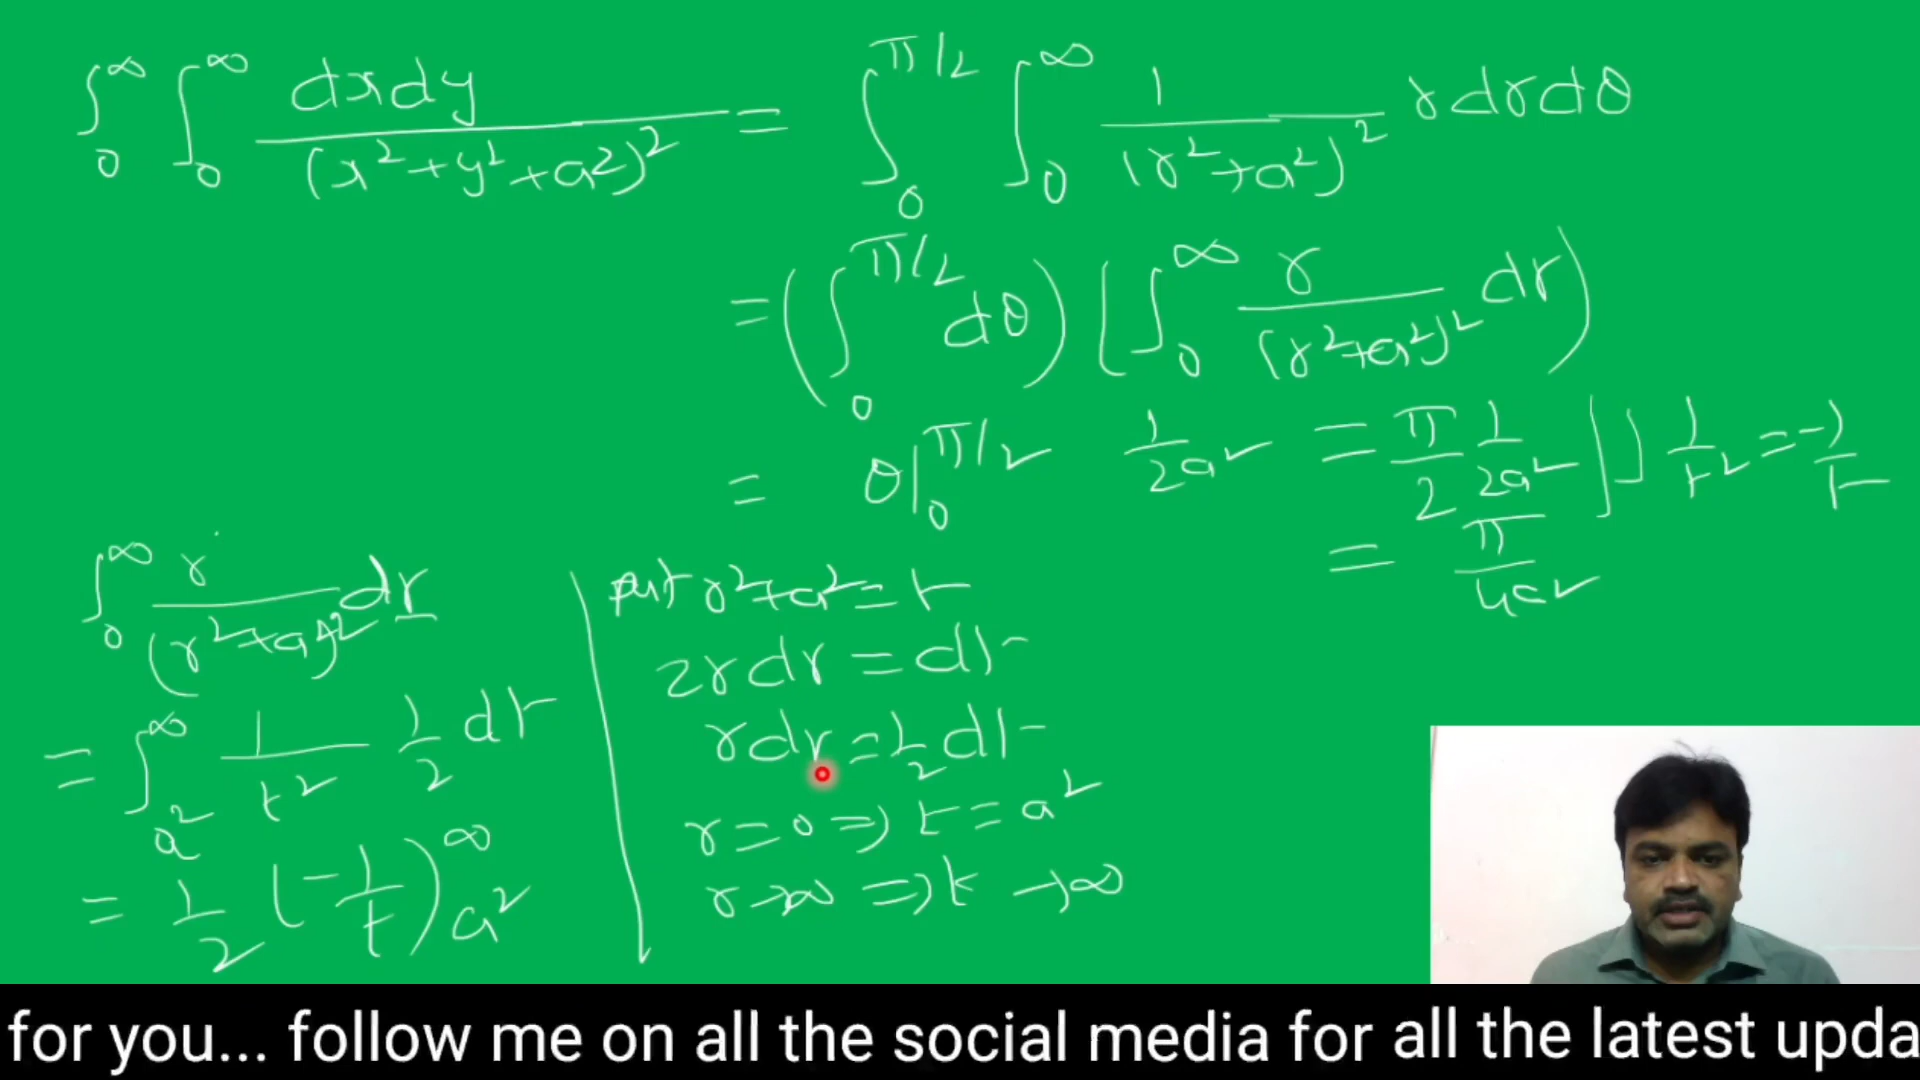 ∫₀^∞ ∫₀^∞ dxdy/(x²+y²+a²)² = ∫₀^{π/2} ∫₀^∞ 1/(r²+a²)² rdrdθ
= (∫₀^{π/2} dθ) (∫₀^∞ r/(r²+a²)² dr)
= θ|₀^{π/2} 1/2a² = π/2 1/2a² | ∫ 1/t² = -1/t
= π/4a²
∫₀^∞ r/(r²+a²)² dr
= ∫_{a²}^∞ 1/t² 1/2 dt
= 1/2 (-1/t)_{a²}^∞
put r²+a² = t
2rdr = dt
rdr = 1/2 dt
r = 0 ⇒ t = a²
r→∞ ⇒ t →∞
for you... follow me on all the social media for all the latest upda